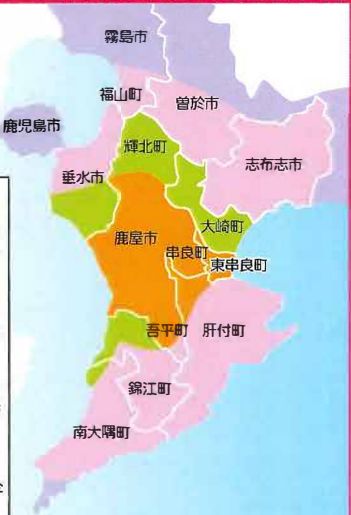 霧島市
福山町
曽於市
鹿児島市
輝北町
志布志市
垂水市
大崎町
鹿屋市
串良町
東串良町
吾平町
肝付町
錦江町
南大隅町